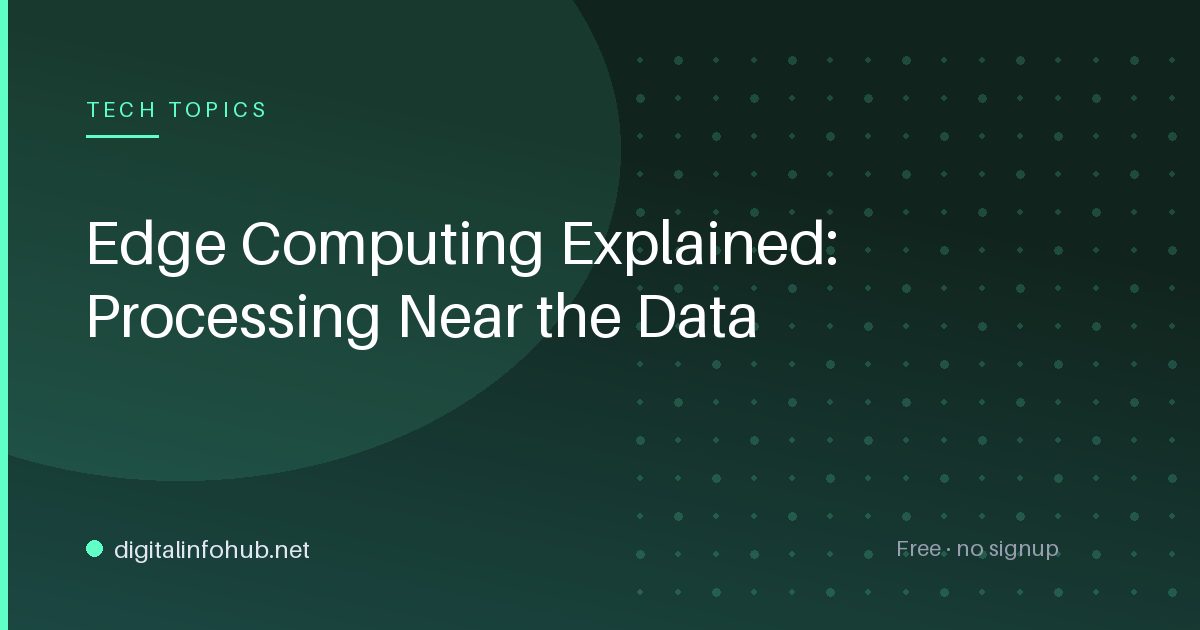 TECH TOPICS
Edge Computing Explained:
Processing Near the Data
digitalinfohub.net
Free · no signup